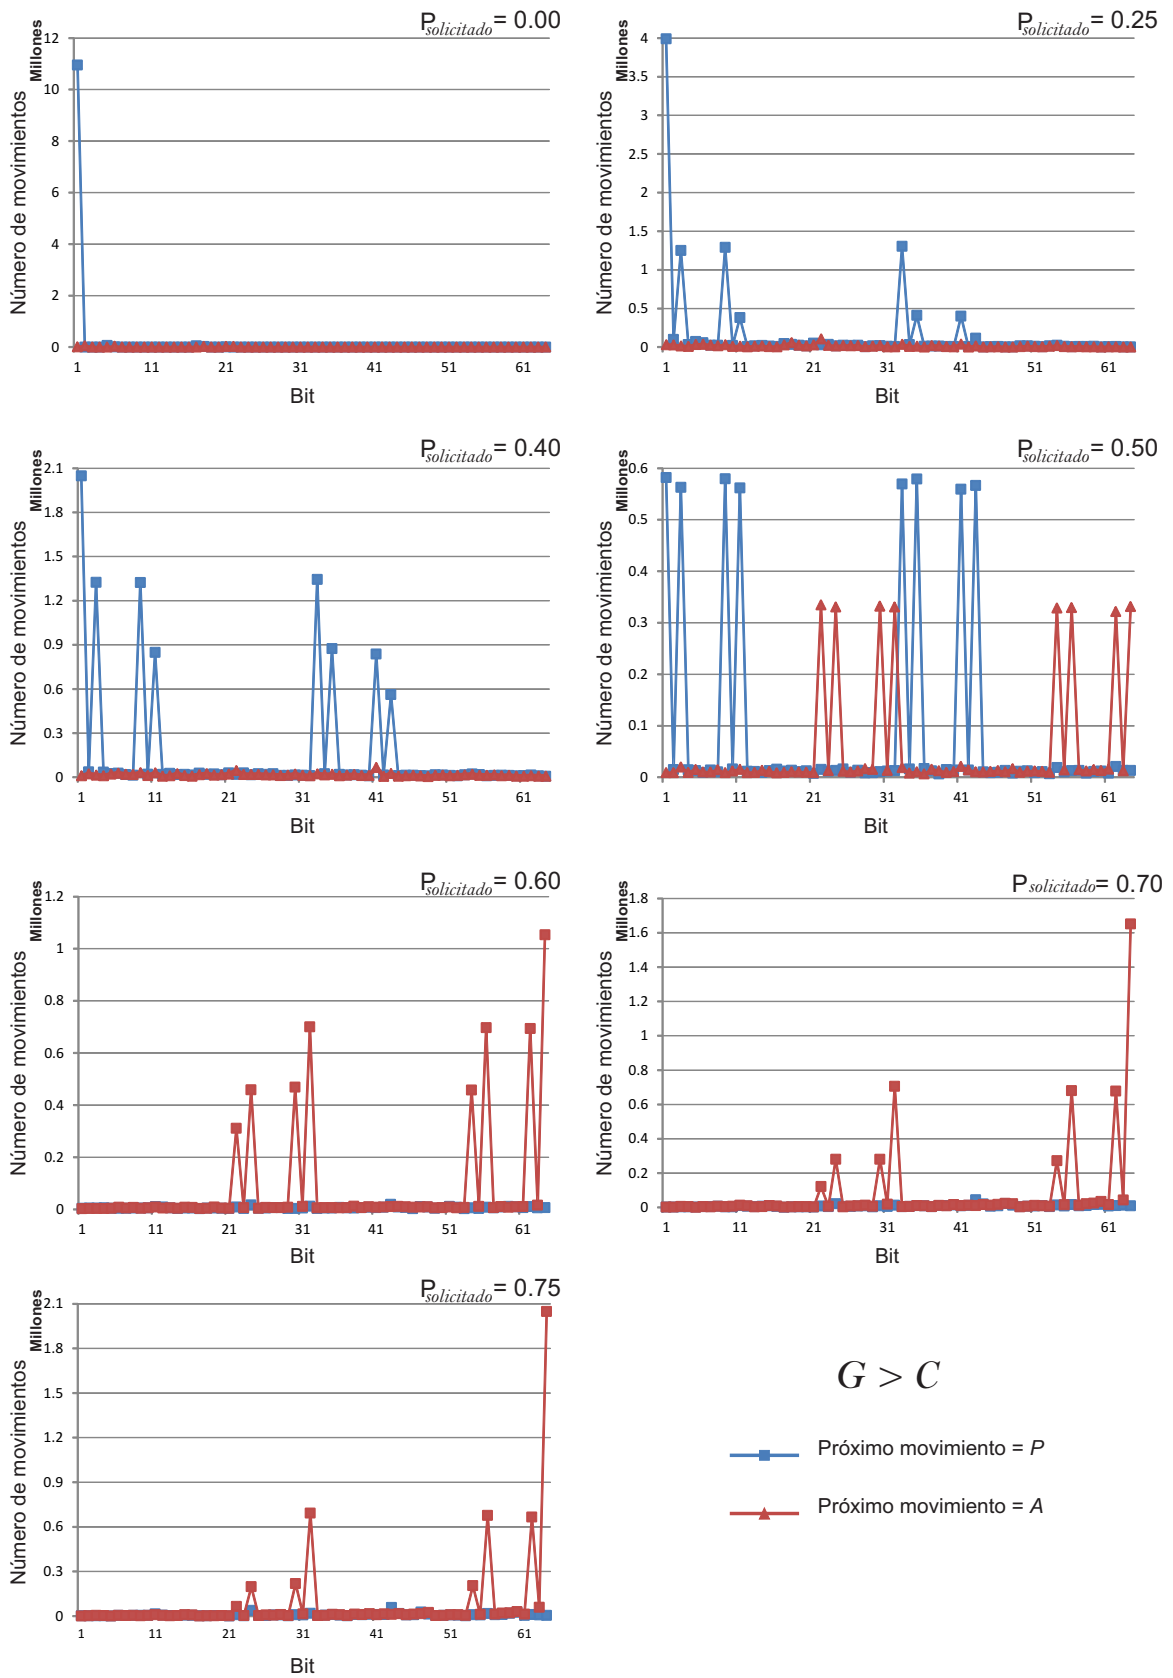 P solicitado = 0.00
Millones
Número de movimientos
12
10
8
6
4
2
0
1 11 21 31 41 51 61
Bit
P solicitado = 0.25
Millones
Número de movimientos
4
3.5
3
2.5
2
1.5
1
0.5
0
1 11 21 31 41 51 61
Bit
P solicitado = 0.40
Millones
Número de movimientos
2.1
1.8
1.5
1.2
0.9
0.6
0.3
0
1 11 21 31 41 51 61
Bit
P solicitado = 0.50
Millones
Número de movimientos
0.6
0.5
0.4
0.3
0.2
0.1
0
1 11 21 31 41 51 61
Bit
P solicitado = 0.60
Millones
Número de movimientos
1.2
1
0.8
0.6
0.4
0.2
0
1 11 21 31 41 51 61
Bit
P solicitado = 0.70
Millones
Número de movimientos
1.8
1.6
1.4
1.2
1
0.8
0.6
0.4
0.2
0
1 11 21 31 41 51 61
Bit
P solicitado = 0.75
Millones
Número de movimientos
2.1
1.8
1.5
1.2
0.9
0.6
0.3
0
1 11 21 31 41 51 61
Bit
G > C
Próximo movimiento = P
Próximo movimiento = A